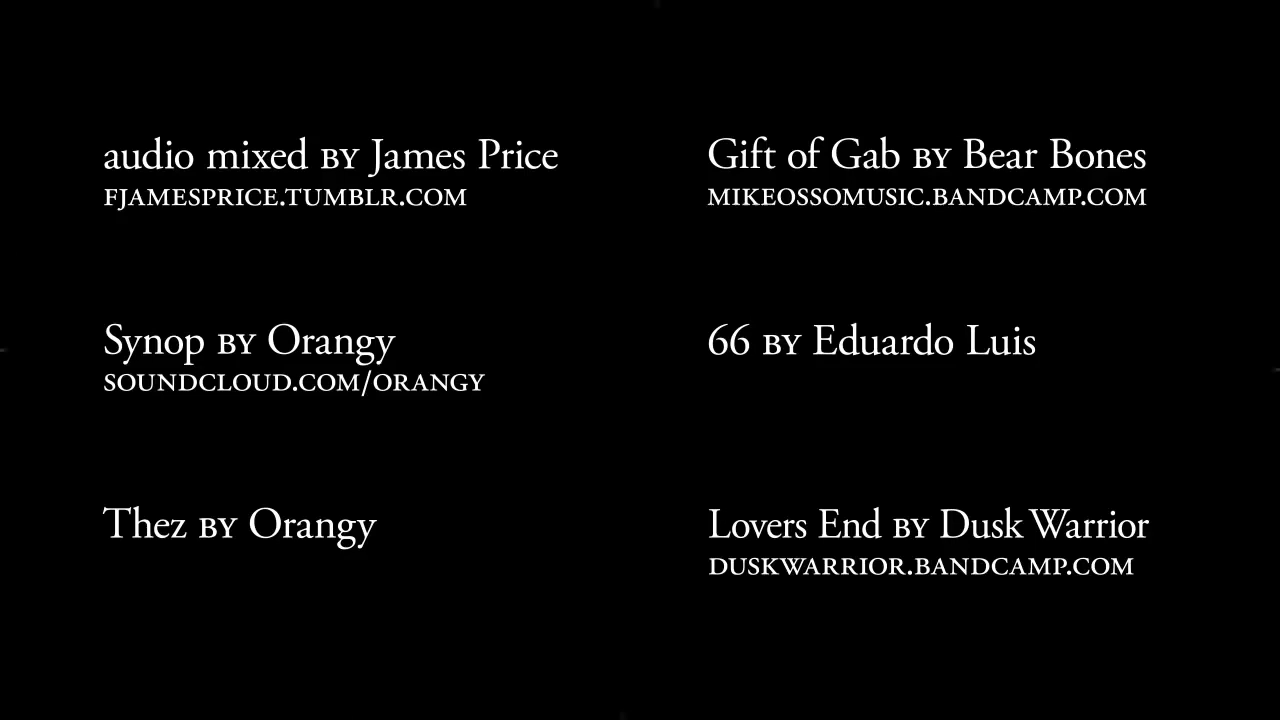 audio mixed BY James Price
FJAMESPRICE.TUMBLR.COM
Synop BY Orangy
SOUNDCLOUD.COM/ORANGY
Thez BY Orangy
Gift of Gab BY Bear Bones
MIKEOSSOMUSIC.BANDCAMP.COM
66 BY Eduardo Luis
Lovers End BY Dusk Warrior
DUSKWARRIOR.BANDCAMP.COM